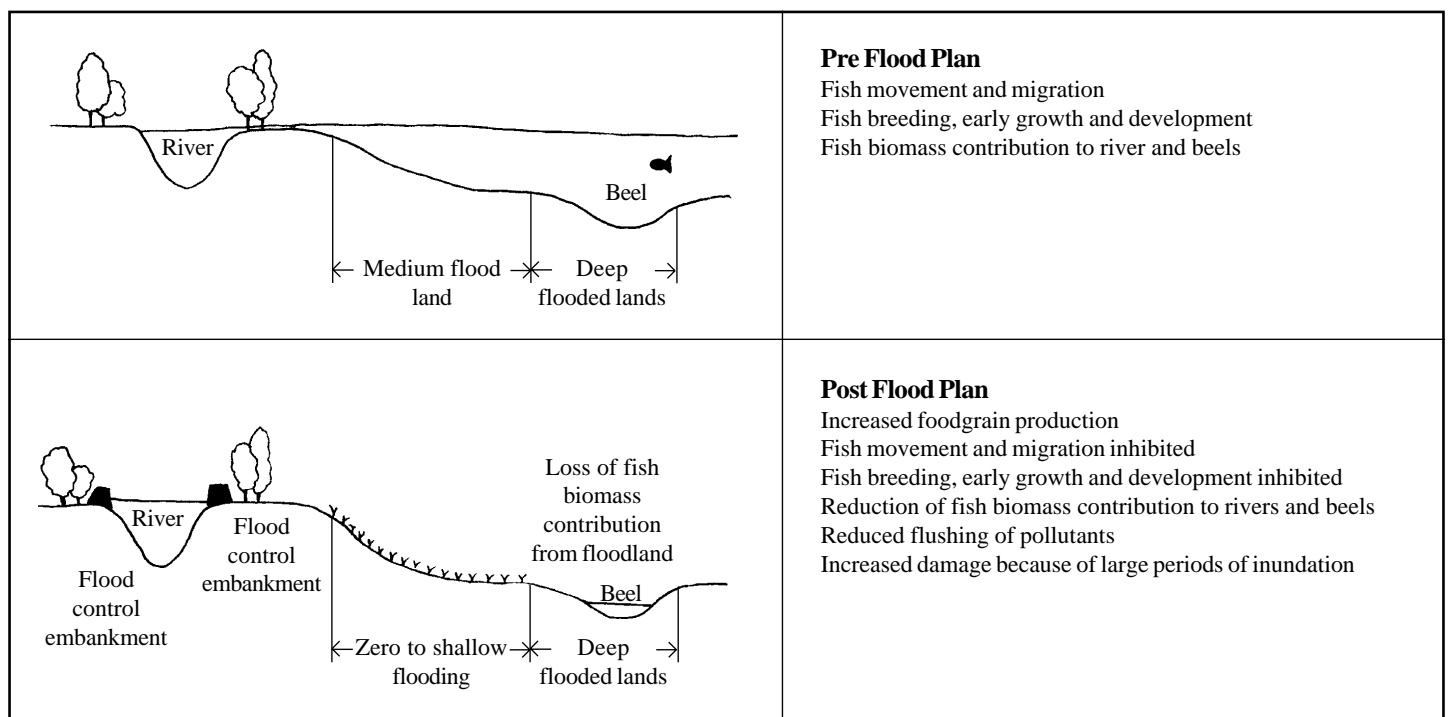 River
Beel
Medium flood
land
Deep
flooded lands
Pre Flood Plan
Fish movement and migration
Fish breeding, early growth and development
Fish biomass contribution to river and beels
River
Flood
control
embankment
Flood
control
embankment
Loss of fish
biomass
contribution
from floodland
Beel
Zero to shallow
flooding
Deep
flooded lands
Post Flood Plan
Increased foodgrain production
Fish movement and migration inhibited
Fish breeding, early growth and development inhibited
Reduction of fish biomass contribution to rivers and beels
Reduced flushing of pollutants
Increased damage because of large periods of inundation